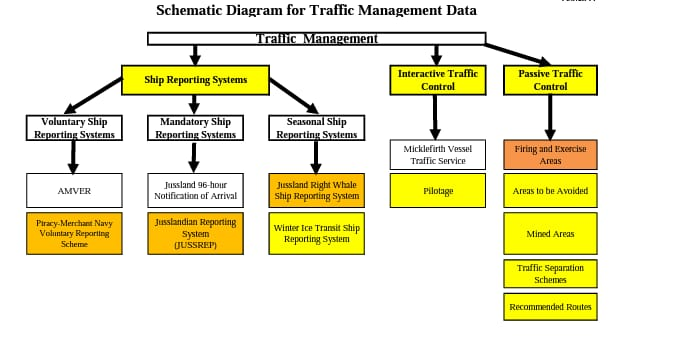 Schematic Diagram for Traffic Management Data
Traffic Management
Ship Reporting Systems
Interactive Traffic
Control
Passive Traffic
Control
Voluntary Ship
Reporting Systems
Mandatory Ship
Reporting Systems
Seasonal Ship
Reporting Systems
Micklefirth Vessel
Traffic Service
Firing and Exercise
Areas
AMVER
Jussland 96-hour
Notification of Arrival
Jussland Right Whale
Ship Reporting System
Pilotage
Areas to be Avoided
Piracy-Merchant Navy
Voluntary Reporting
Scheme
Jusslandian Reporting
System
(JUSSREP)
Winter Ice Transit Ship
Reporting System
Mined Areas
Traffic Separation
Schemes
Recommended Routes